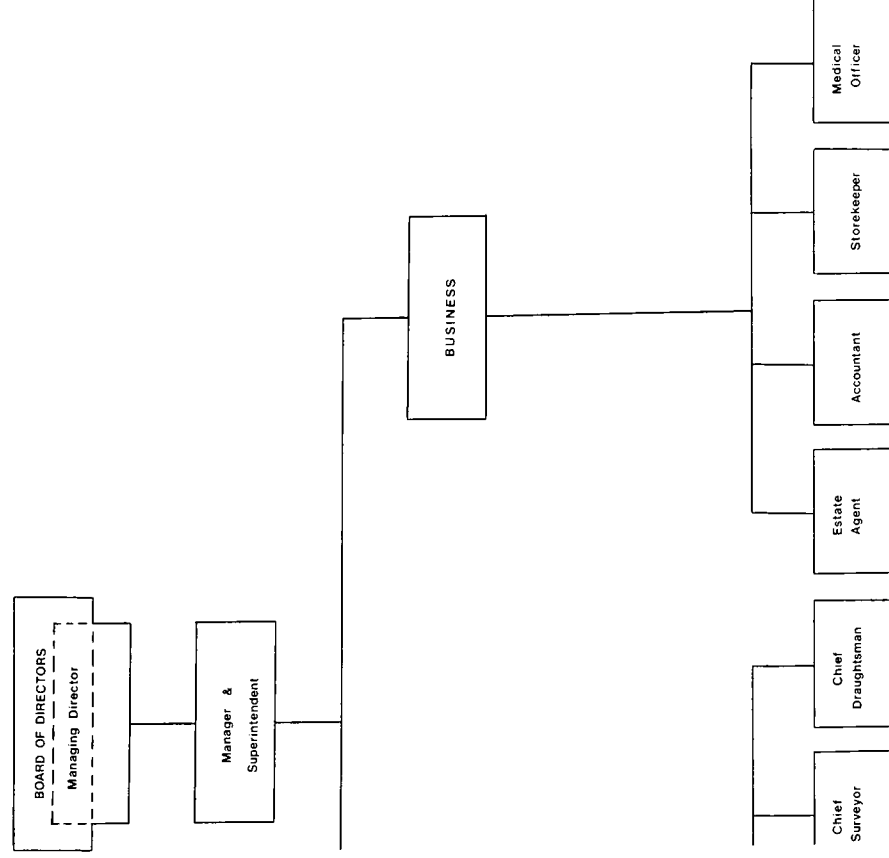 BOARD OF DIRECTORS
Managing Director
Manager &
Superintendent
BUSINESS
Chief
Surveyor
Chief
Draughtsman
Estate
Agent
Accountant
Storekeeper
Medical
Officer